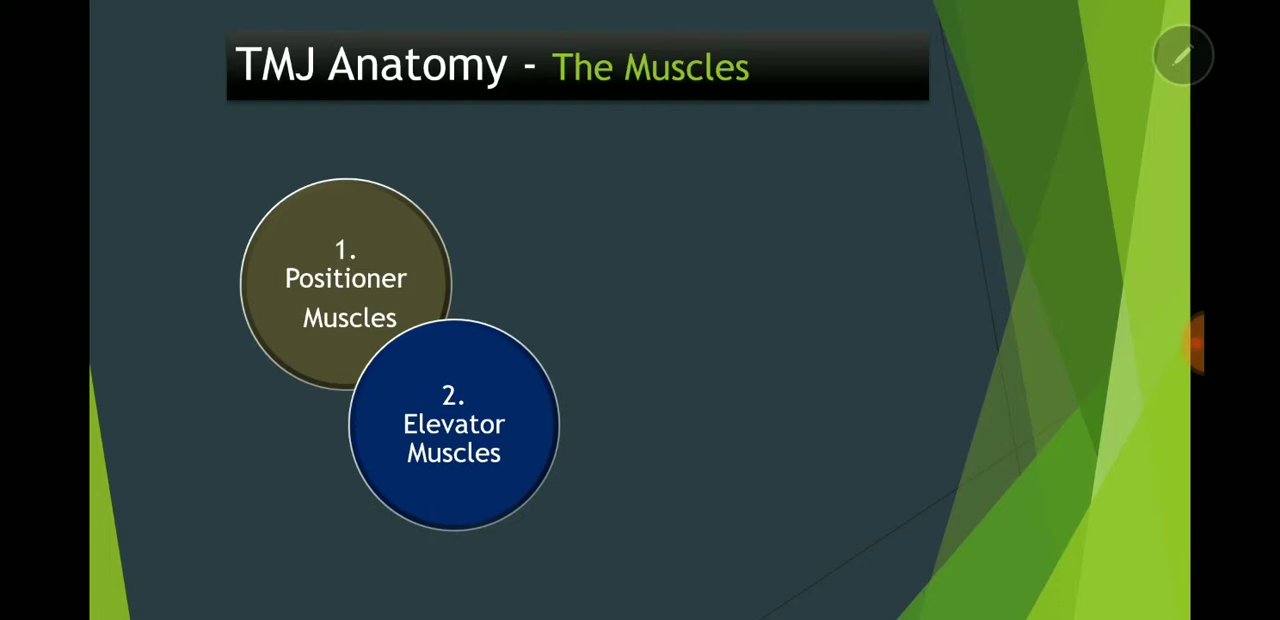 TMJ Anatomy - The Muscles
1.
Positioner
Muscles
2.
Elevator
Muscles